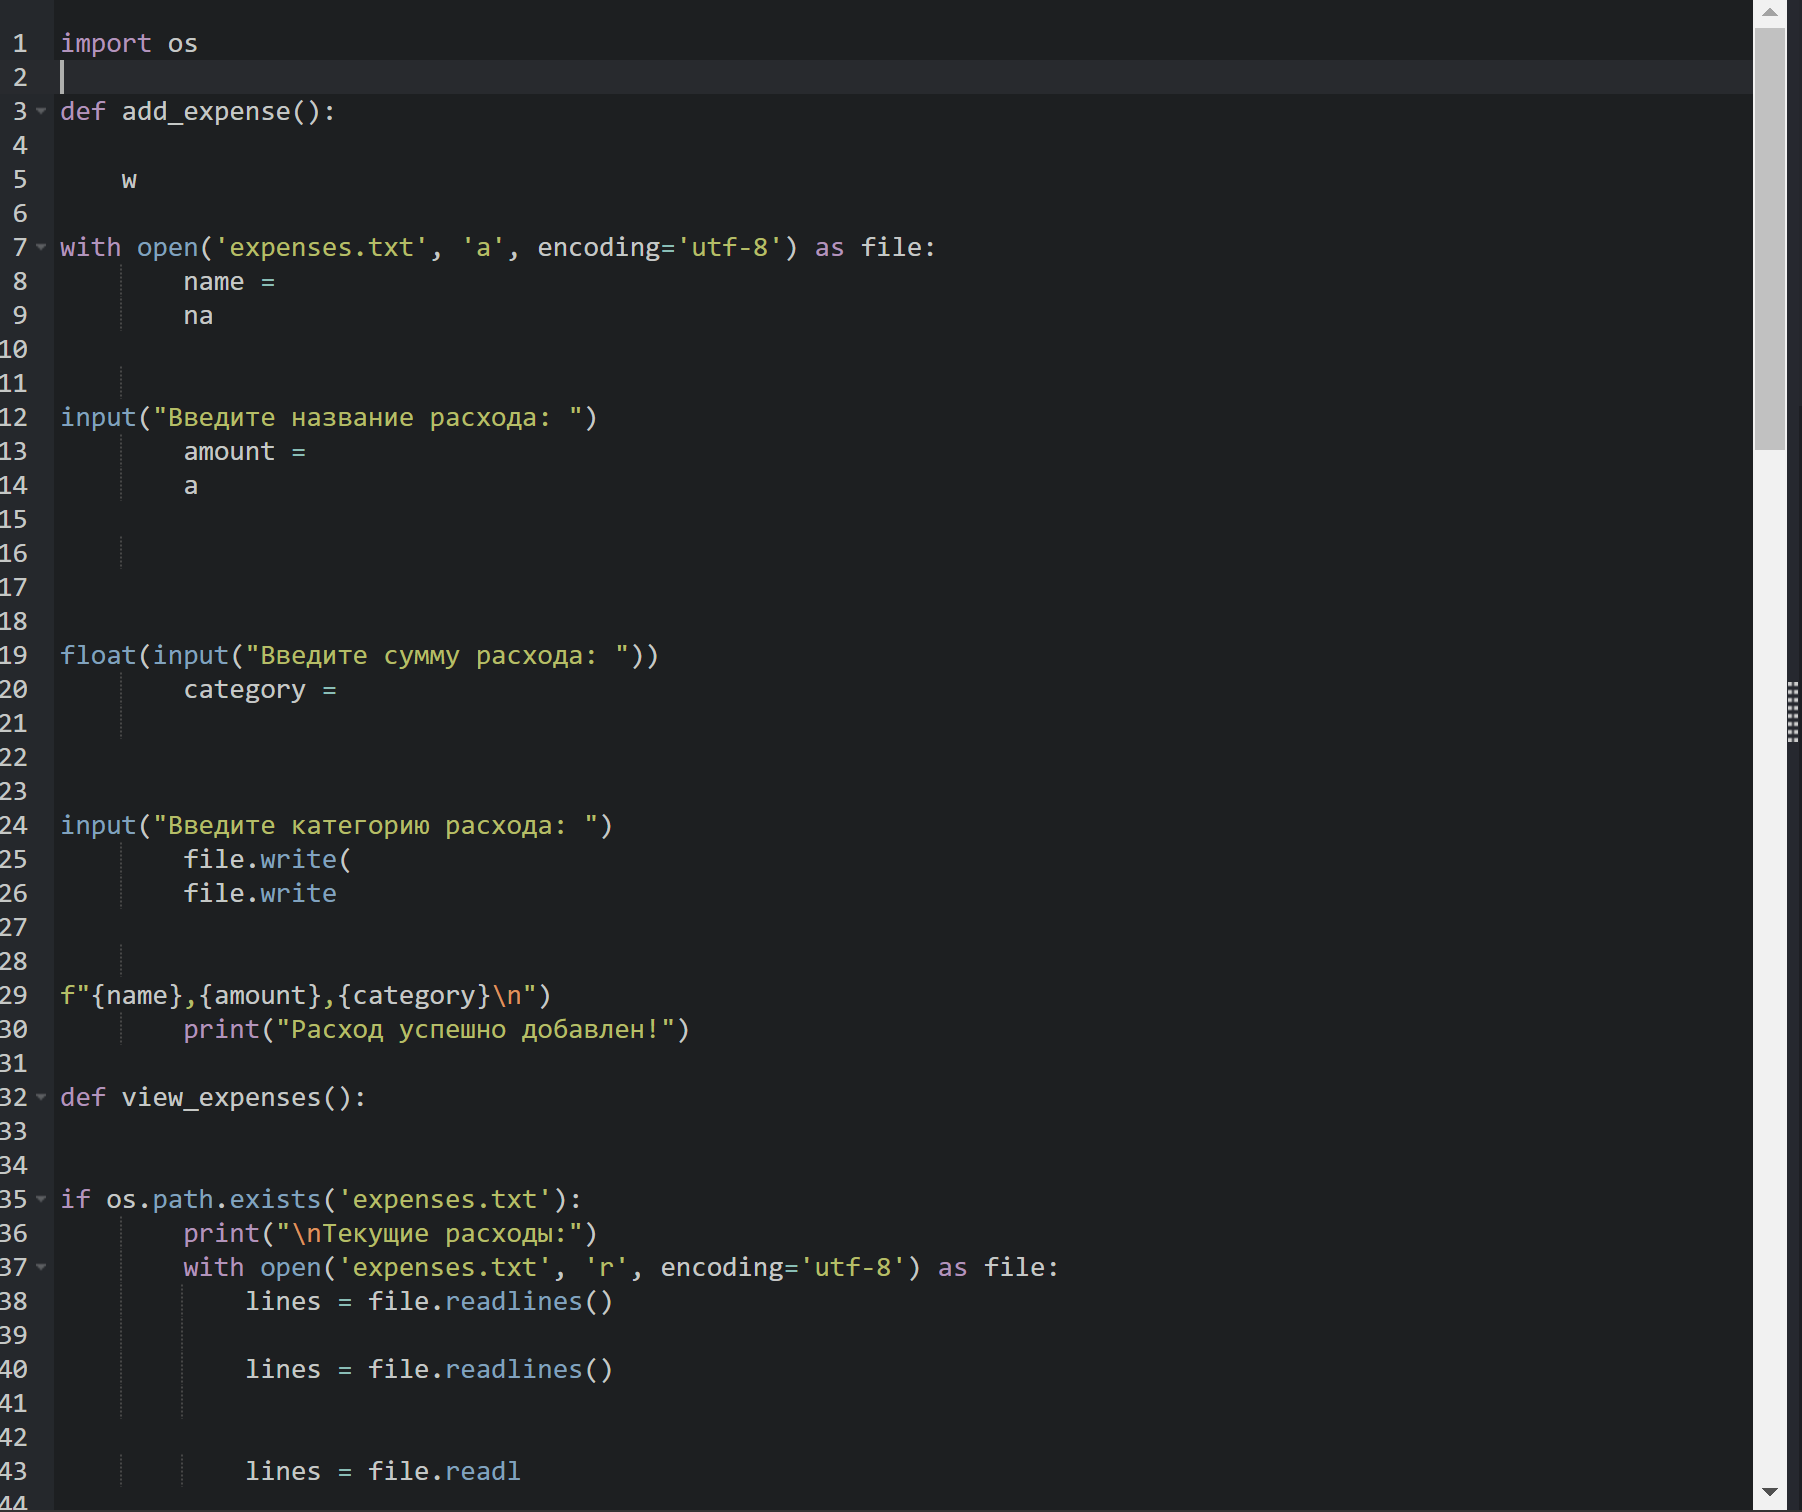 1 import os
2
3 def add_expense():
4
5     w
6
7 with open('expenses.txt', 'a', encoding='utf-8') as file:
8         name =
9         na
10
11
12 input("Введите название расхода: ")
13         amount =
14         a
15
16
17
18
19 float(input("Введите сумму расхода: "))
20         category =
21
22
23
24 input("Введите категорию расхода: ")
25         file.write(
26         file.write
27
28
29 f"{name},{amount},{category}\n")
30         print("Расход успешно добавлен!")
31
32 def view_expenses():
33
34
35 if os.path.exists('expenses.txt'):
36         print("\nТекущие расходы:")
37         with open('expenses.txt', 'r', encoding='utf-8') as file:
38             lines = file.readlines()
39
40             lines = file.readlines()
41
42
43             lines = file.readl
44